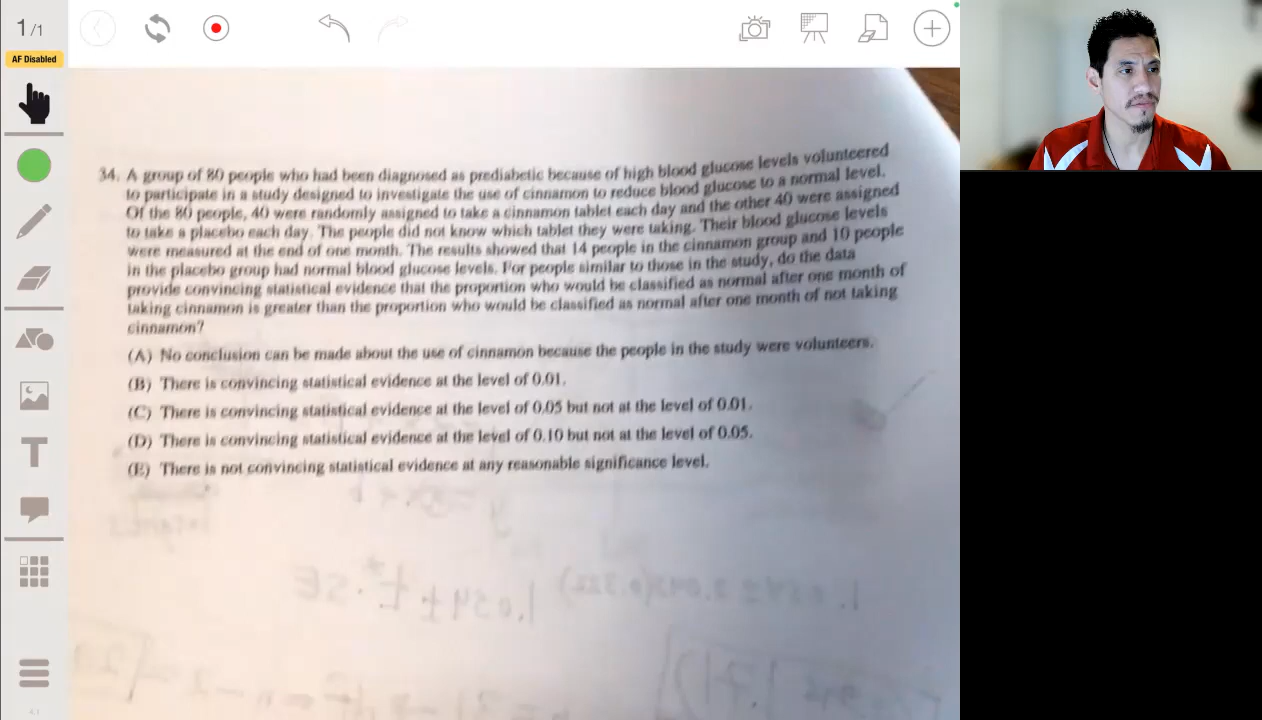 1/1
AF Disabled
34. A group of 80 people who had been diagnosed as prediabetic because of high blood glucose levels volunteered
to participate in a study designed to investigate the use of cinnamon to reduce blood glucose to a normal level.
Of the 80 people, 40 were randomly assigned to take a cinnamon tablet each day and the other 40 were assigned
to take a placebo each day. The people did not know which tablet they were taking. Their blood glucose levels
were measured at the end of one month. The results showed that 14 people in the cinnamon group and 10 people
in the placebo group had normal blood glucose levels. For people similar to those in the study, do the data
provide convincing statistical evidence that the proportion who would be classified as normal after one month of
taking cinnamon is greater than the proportion who would be classified as normal after one month of not taking
cinnamon?
(A) No conclusion can be made about the use of cinnamon because the people in the study were volunteers.
(B) There is convincing statistical evidence at the level of 0.01.
(C) There is convincing statistical evidence at the level of 0.05 but not at the level of 0.01.
(D) There is convincing statistical evidence at the level of 0.10 but not at the level of 0.05.
(E) There is not convincing statistical evidence at any reasonable significance level.
T